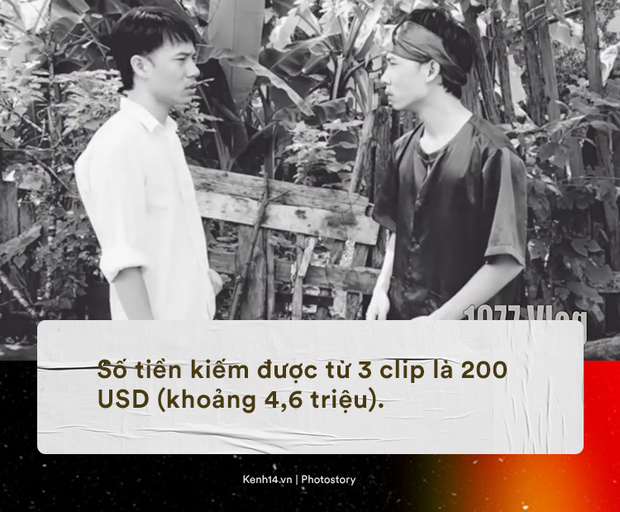 1977 Vlog
Số tiền kiếm được từ 3 clip là 200
USD (khoảng 4,6 triệu).
Kenh14.vn | Photostory